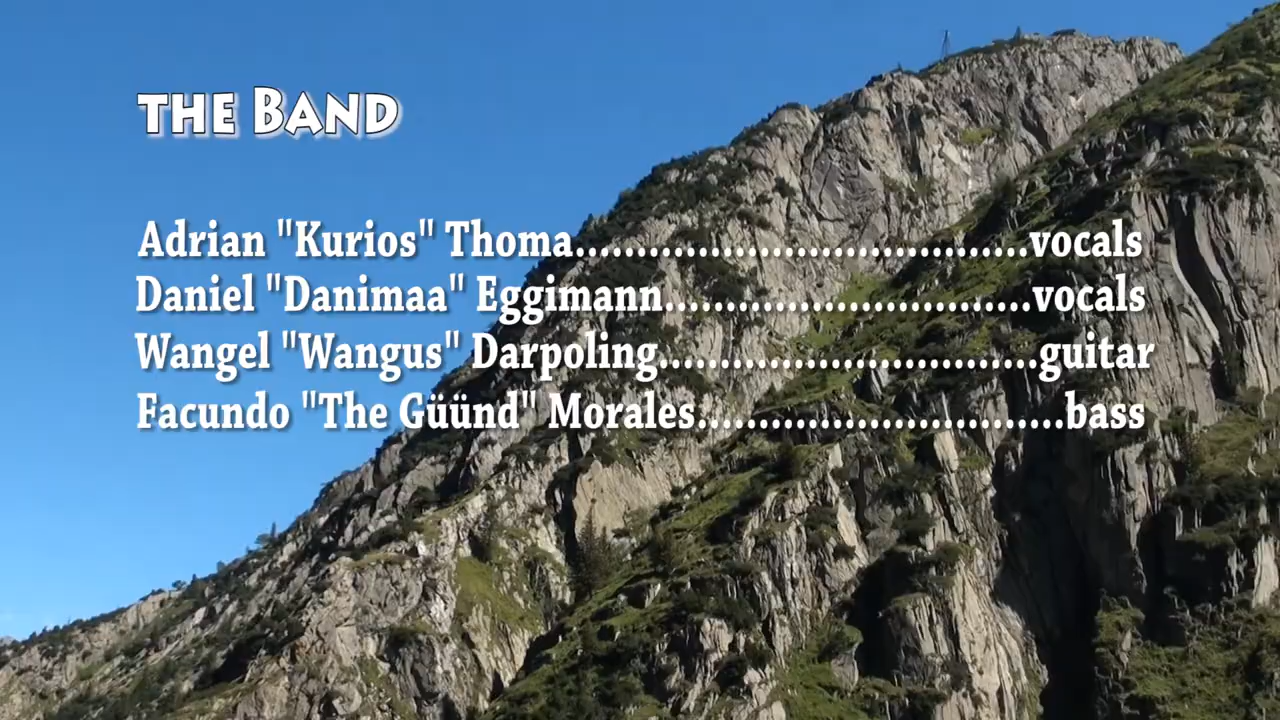 THE BAND
Adrian "Kurios" Thoma.....................................vocals
Daniel "Danimaa" Eggimann..............................vocals
Wangel "Wangus" Darpoling...............................guitar
Facundo "The Güünd" Morales..............................bass